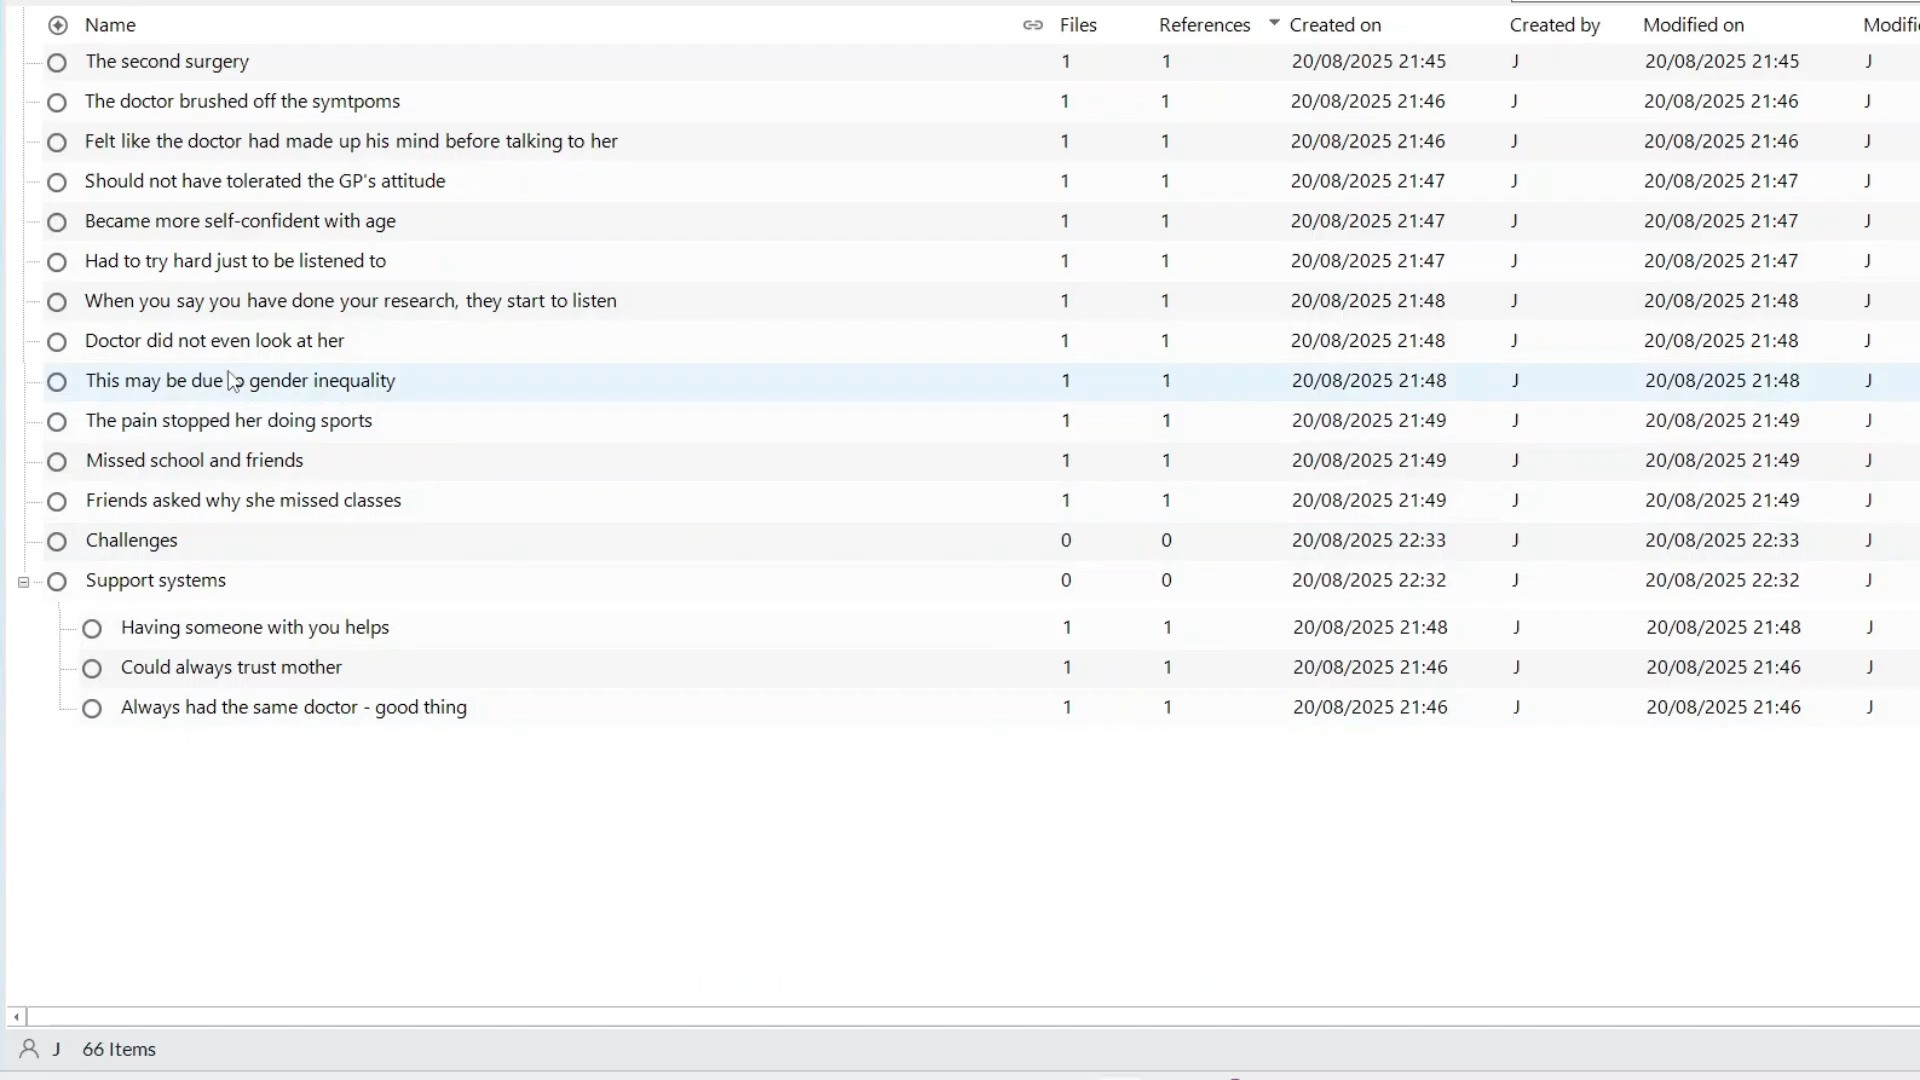 Name Files References Created on Created by Modified on Modifi
The second surgery 1 1 20/08/2025 21:45 J 20/08/2025 21:45 J
The doctor brushed off the symtpoms 1 1 20/08/2025 21:46 J 20/08/2025 21:46 J
Felt like the doctor had made up his mind before talking to her 1 1 20/08/2025 21:46 J 20/08/2025 21:46 J
Should not have tolerated the GP's attitude 1 1 20/08/2025 21:47 J 20/08/2025 21:47 J
Became more self-confident with age 1 1 20/08/2025 21:47 J 20/08/2025 21:47 J
Had to try hard just to be listened to 1 1 20/08/2025 21:47 J 20/08/2025 21:47 J
When you say you have done your research, they start to listen 1 1 20/08/2025 21:48 J 20/08/2025 21:48 J
Doctor did not even look at her 1 1 20/08/2025 21:48 J 20/08/2025 21:48 J
This may be due to gender inequality 1 1 20/08/2025 21:48 J 20/08/2025 21:48 J
The pain stopped her doing sports 1 1 20/08/2025 21:49 J 20/08/2025 21:49 J
Missed school and friends 1 1 20/08/2025 21:49 J 20/08/2025 21:49 J
Friends asked why she missed classes 1 1 20/08/2025 21:49 J 20/08/2025 21:49 J
Challenges 0 0 20/08/2025 22:33 J 20/08/2025 22:33 J
Support systems 0 0 20/08/2025 22:32 J 20/08/2025 22:32 J
Having someone with you helps 1 1 20/08/2025 21:48 J 20/08/2025 21:48 J
Could always trust mother 1 1 20/08/2025 21:46 J 20/08/2025 21:46 J
Always had the same doctor - good thing 1 1 20/08/2025 21:46 J 20/08/2025 21:46 J
J 66 Items